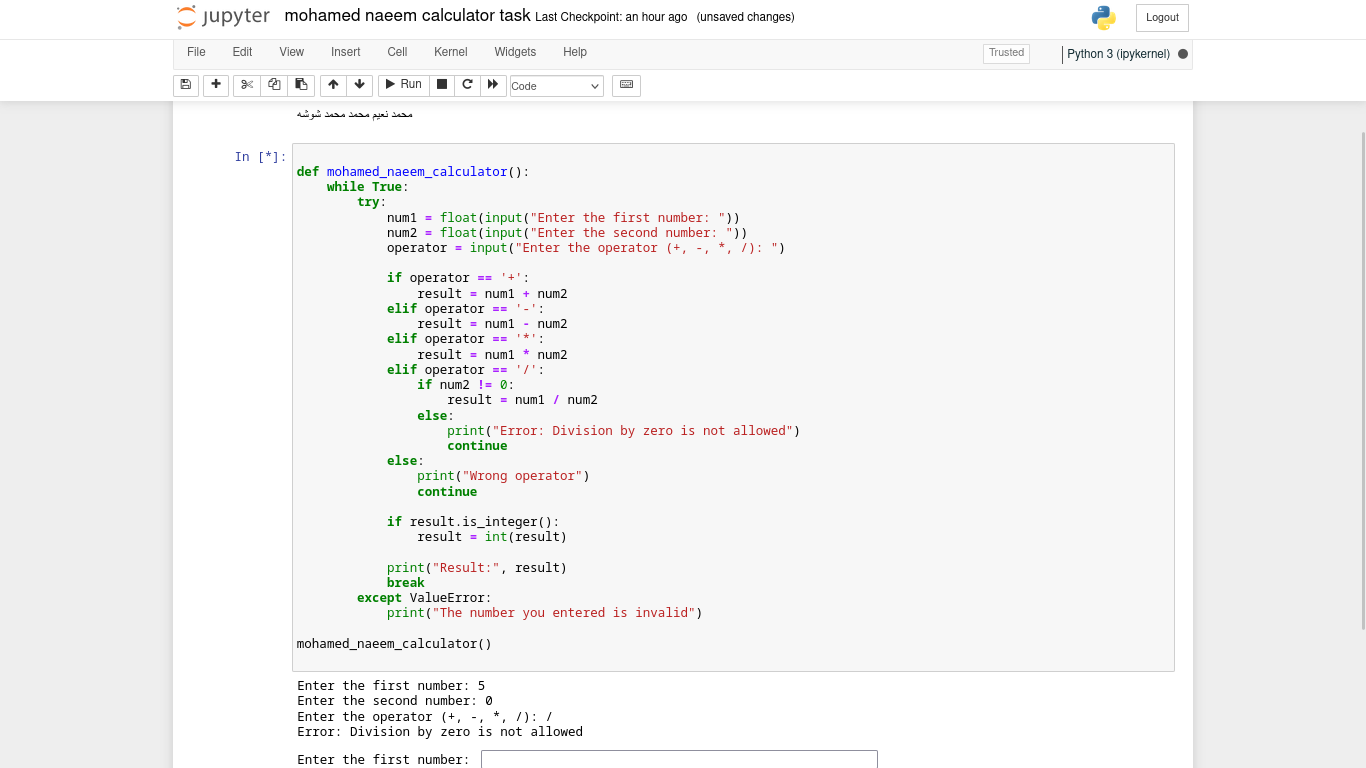 jupyter mohamed naeem calculator task Last Checkpoint: an hour ago (unsaved changes) Logout
File Edit View Insert Cell Kernel Widgets Help Trusted Python 3 (ipykernel)
Run Code
محمد نعيم محمد محمد شوشه
In [*]:
def mohamed_naeem_calculator():
    while True:
        try:
            num1 = float(input("Enter the first number: "))
            num2 = float(input("Enter the second number: "))
            operator = input("Enter the operator (+, -, *, /): ")
            if operator == '+':
                result = num1 + num2
            elif operator == '-':
                result = num1 - num2
            elif operator == '*':
                result = num1 * num2
            elif operator == '/':
                if num2 != 0:
                    result = num1 / num2
                else:
                    print("Error: Division by zero is not allowed")
                    continue
            else:
                print("Wrong operator")
                continue
            if result.is_integer():
                result = int(result)
            print("Result:", result)
            break
        except ValueError:
            print("The number you entered is invalid")
mohamed_naeem_calculator()
Enter the first number: 5
Enter the second number: 0
Enter the operator (+, -, *, /): /
Error: Division by zero is not allowed
Enter the first number: